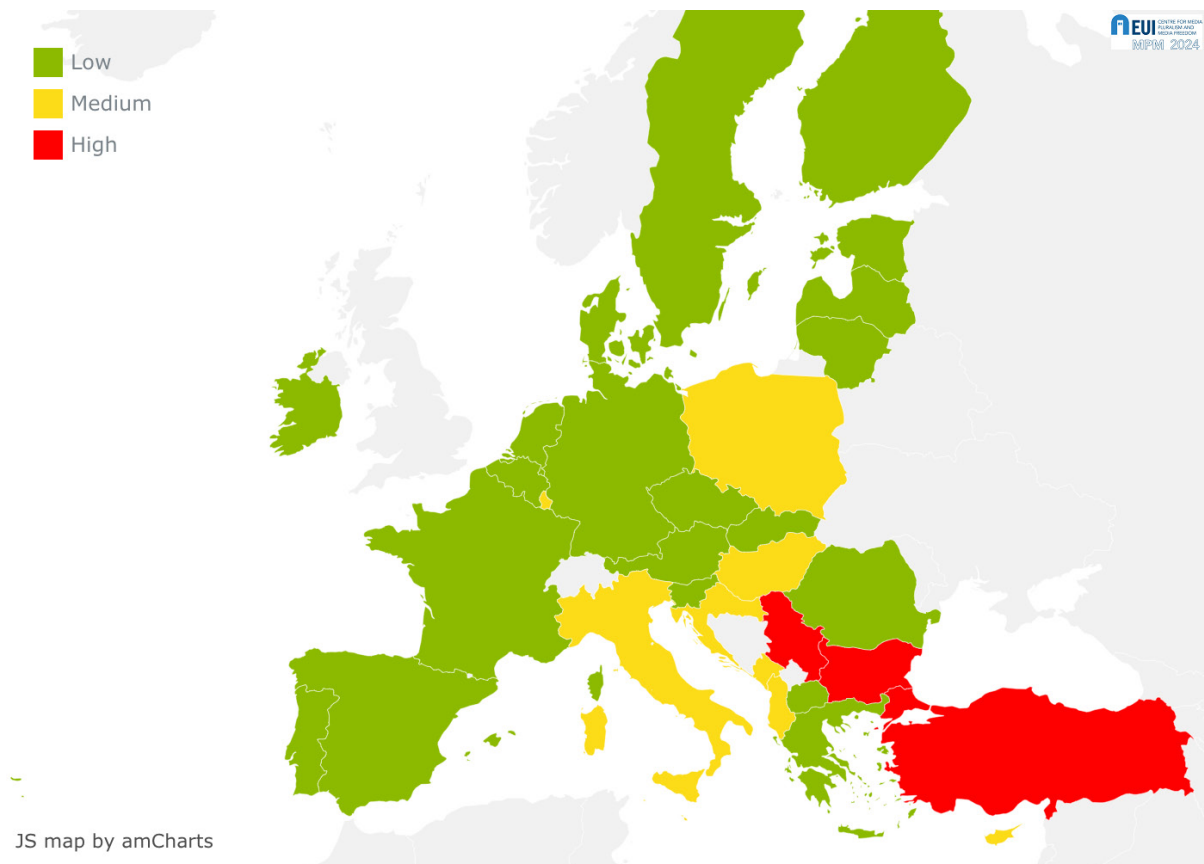 Low
Medium
High
EUI
CENTRE FOR MEDIA
PLURALISM AND
MEDIA FREEDOM
MPM 2024
JS map by amCharts